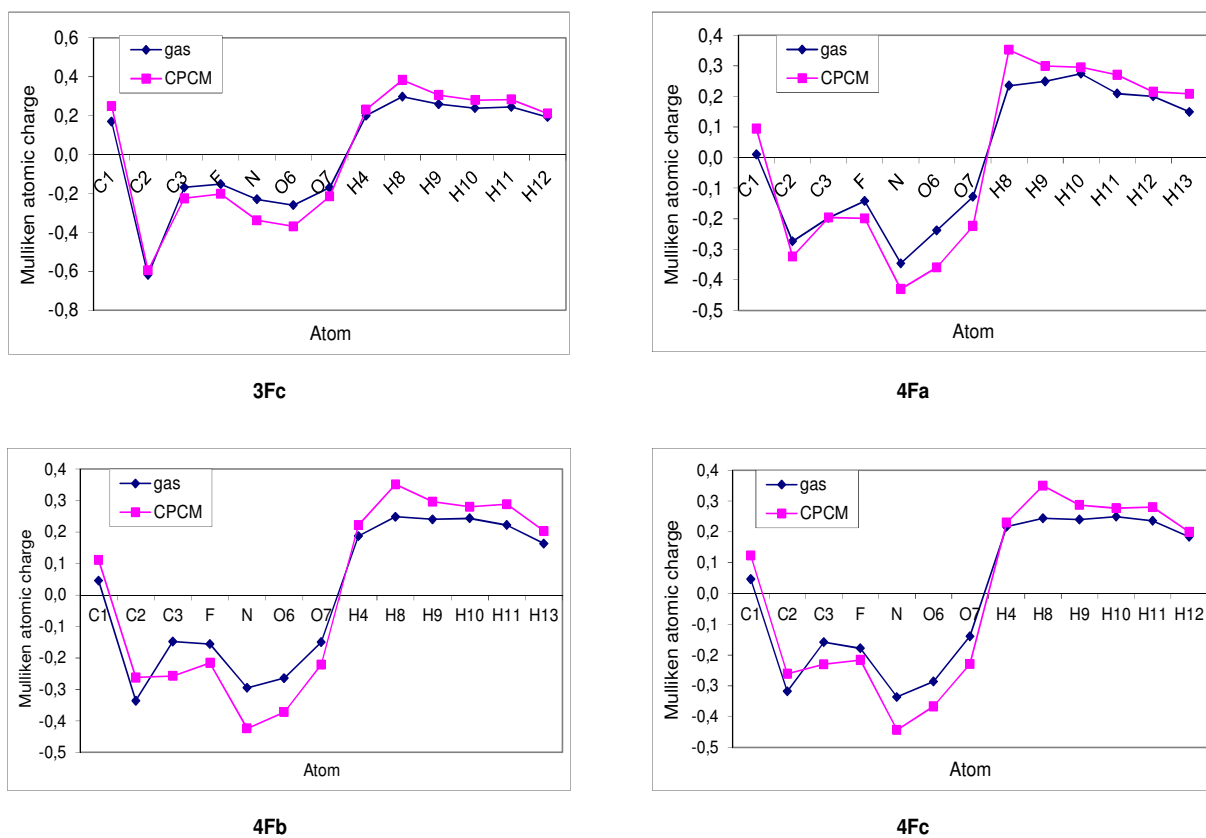 0,6
0,4
0,2
0,0
-0,2
-0,4
-0,6
-0,8
Mulliken atomic charge
gas
CPCM
C1 C2 C3 F N O6 O7 H4 H8 H9 H10 H11 H12
Atom
3Fc
0,4
0,3
0,2
0,1
0,0
-0,1
-0,2
-0,3
-0,4
-0,5
Mulliken atomic charge
gas
CPCM
C1 C2 C3 F N O6 O7 H8 H9 H10 H11 H12 H13
Atom
4Fa
0,4
0,3
0,2
0,1
0,0
-0,1
-0,2
-0,3
-0,4
-0,5
Mulliken atomic charge
gas
CPCM
C1 C2 C3 F N O6 O7 H4 H8 H9 H10 H11 H13
Atom
4Fb
0,4
0,3
0,2
0,1
0,0
-0,1
-0,2
-0,3
-0,4
-0,5
Mulliken atomic charge
gas
CPCM
C1 C2 C3 F N O6 O7 H4 H8 H9 H10 H11 H12
Atom
4Fc